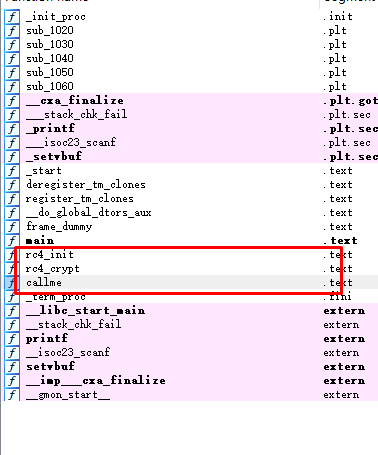 _init_proc .init
sub_1020 .plt
sub_1030 .plt
sub_1040 .plt
sub_1050 .plt
sub_1060 .plt
__cxa_finalize .plt.got
___stack_chk_fail .plt.sec
_printf .plt.sec
___isoc23_scanf .plt.sec
_setvbuf .plt.sec
_start .text
deregister_tm_clones .text
register_tm_clones .text
__do_global_dtors_aux .text
frame_dummy .text
main .text
rc4_init .text
rc4_crypt .text
callme .text
_term_proc .fini
__libc_start_main extern
__stack_chk_fail extern
printf extern
__isoc23_scanf extern
setvbuf extern
__imp___cxa_finalize extern
__gmon_start__ extern